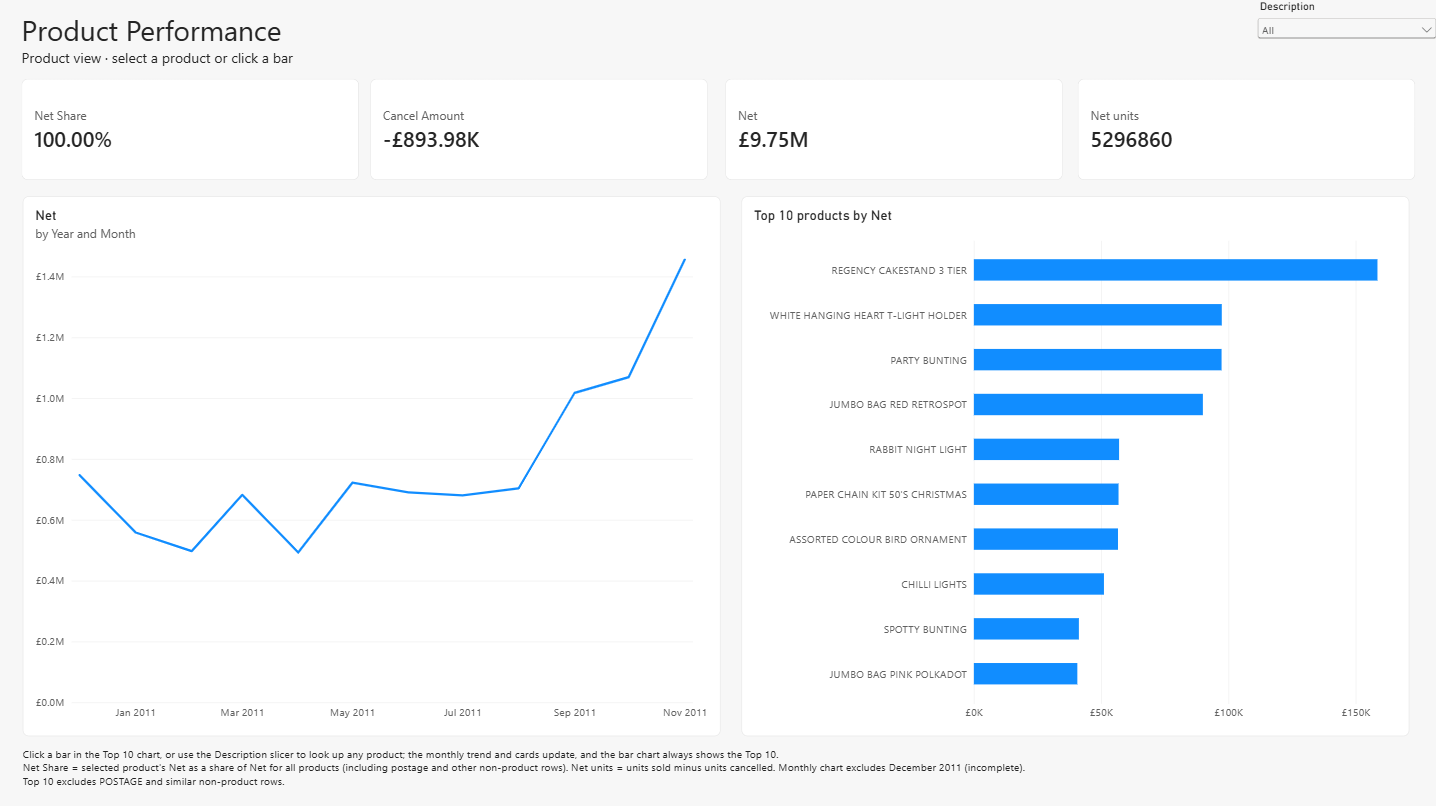 Product Performance
Product view · select a product or click a bar
Description
All
Net Share
100.00%
Cancel Amount
-£893.98K
Net
£9.75M
Net units
5296860
Net
by Year and Month
£1.4M
£1.2M
£1.0M
£0.8M
£0.6M
£0.4M
£0.2M
£0.0M
Jan 2011 Mar 2011 May 2011 Jul 2011 Sep 2011 Nov 2011
Top 10 products by Net
REGENCY CAKESTAND 3 TIER
WHITE HANGING HEART T-LIGHT HOLDER
PARTY BUNTING
JUMBO BAG RED RETROSPOT
RABBIT NIGHT LIGHT
PAPER CHAIN KIT 50'S CHRISTMAS
ASSORTED COLOUR BIRD ORNAMENT
CHILLI LIGHTS
SPOTTY BUNTING
JUMBO BAG PINK POLKADOT
£0K £50K £100K £150K
Click a bar in the Top 10 chart, or use the Description slicer to look up any product; the monthly trend and cards update, and the bar chart always shows the Top 10.
Net Share = selected product's Net as a share of Net for all products (including postage and other non-product rows). Net units = units sold minus units cancelled. Monthly chart excludes December 2011 (incomplete).
Top 10 excludes POSTAGE and similar non-product rows.